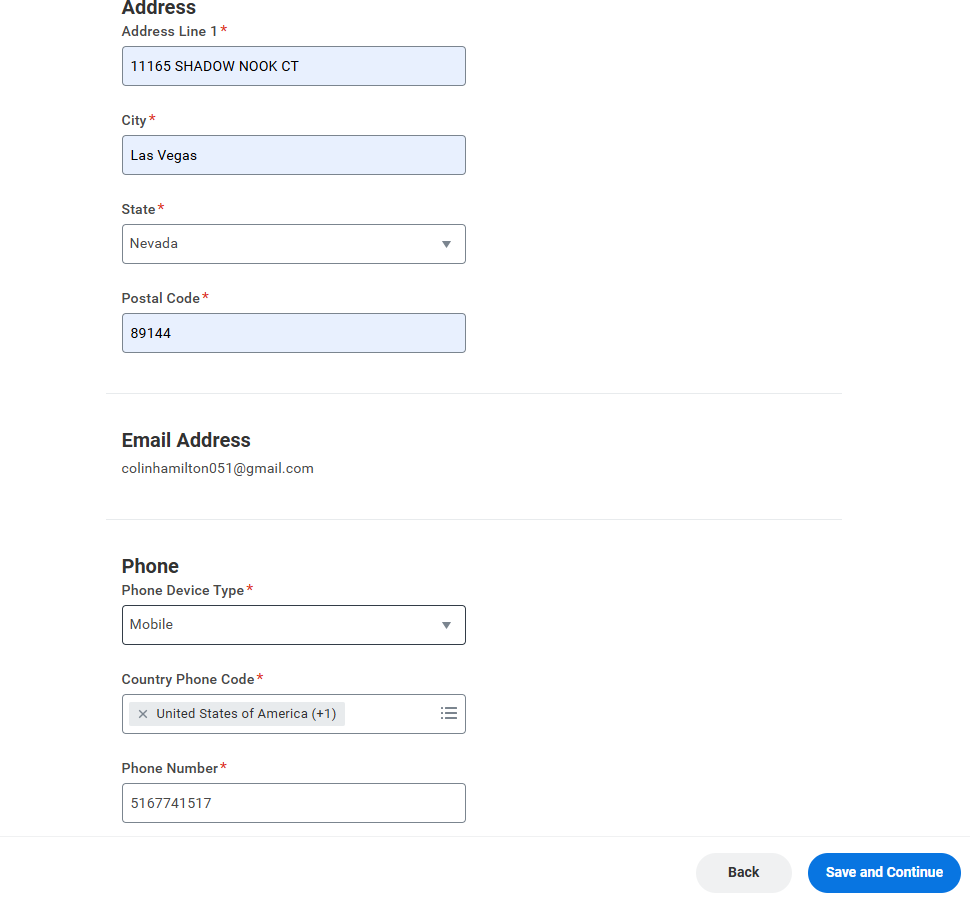 Address
Address Line 1*
11165 SHADOW NOOK CT
City*
Las Vegas
State*
Nevada
Postal Code*
89144
Email Address
colinhamilton051@gmail.com
Phone
Phone Device Type*
Mobile
Country Phone Code*
United States of America (+1)
Phone Number*
5167741517
Back
Save and Continue